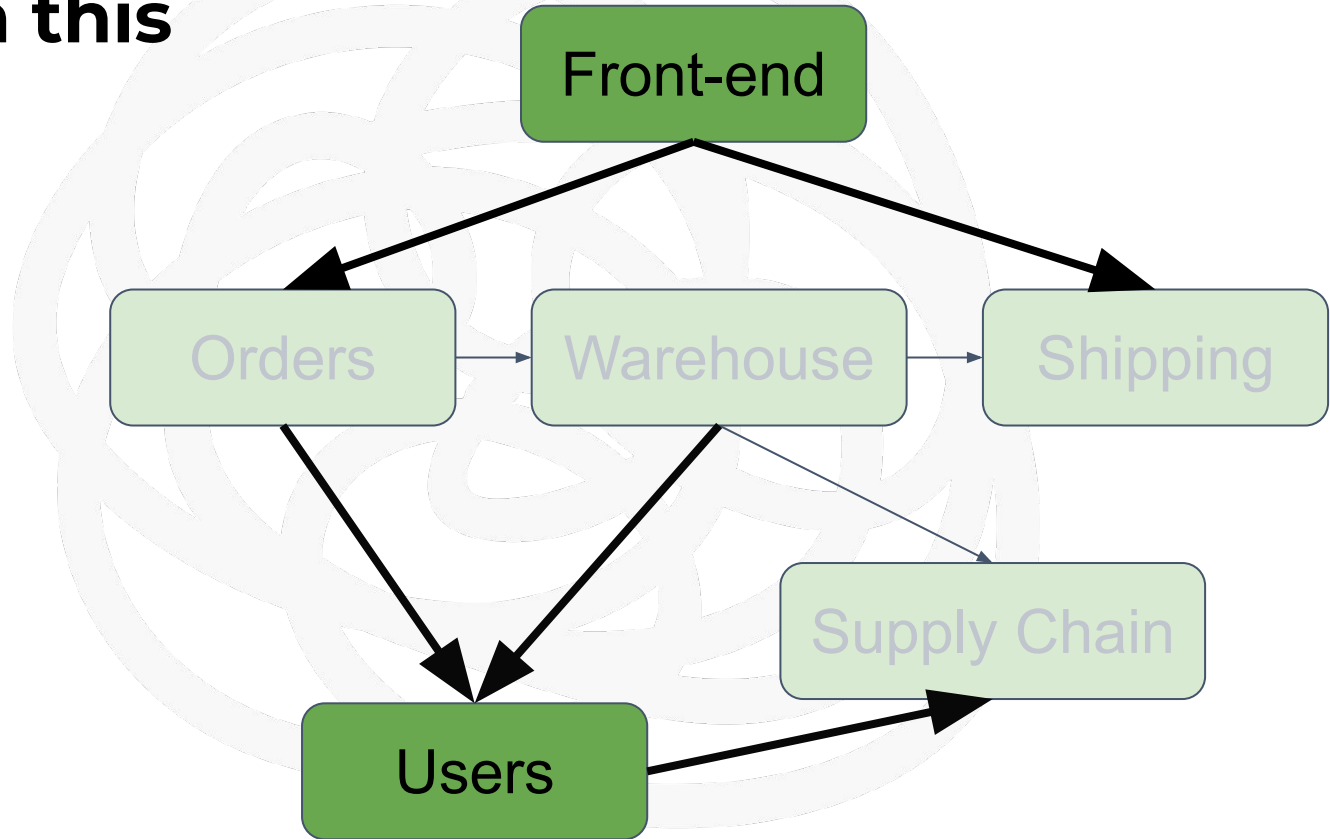 this
Front-end
Orders
Warehouse
Shipping
Supply Chain
Users